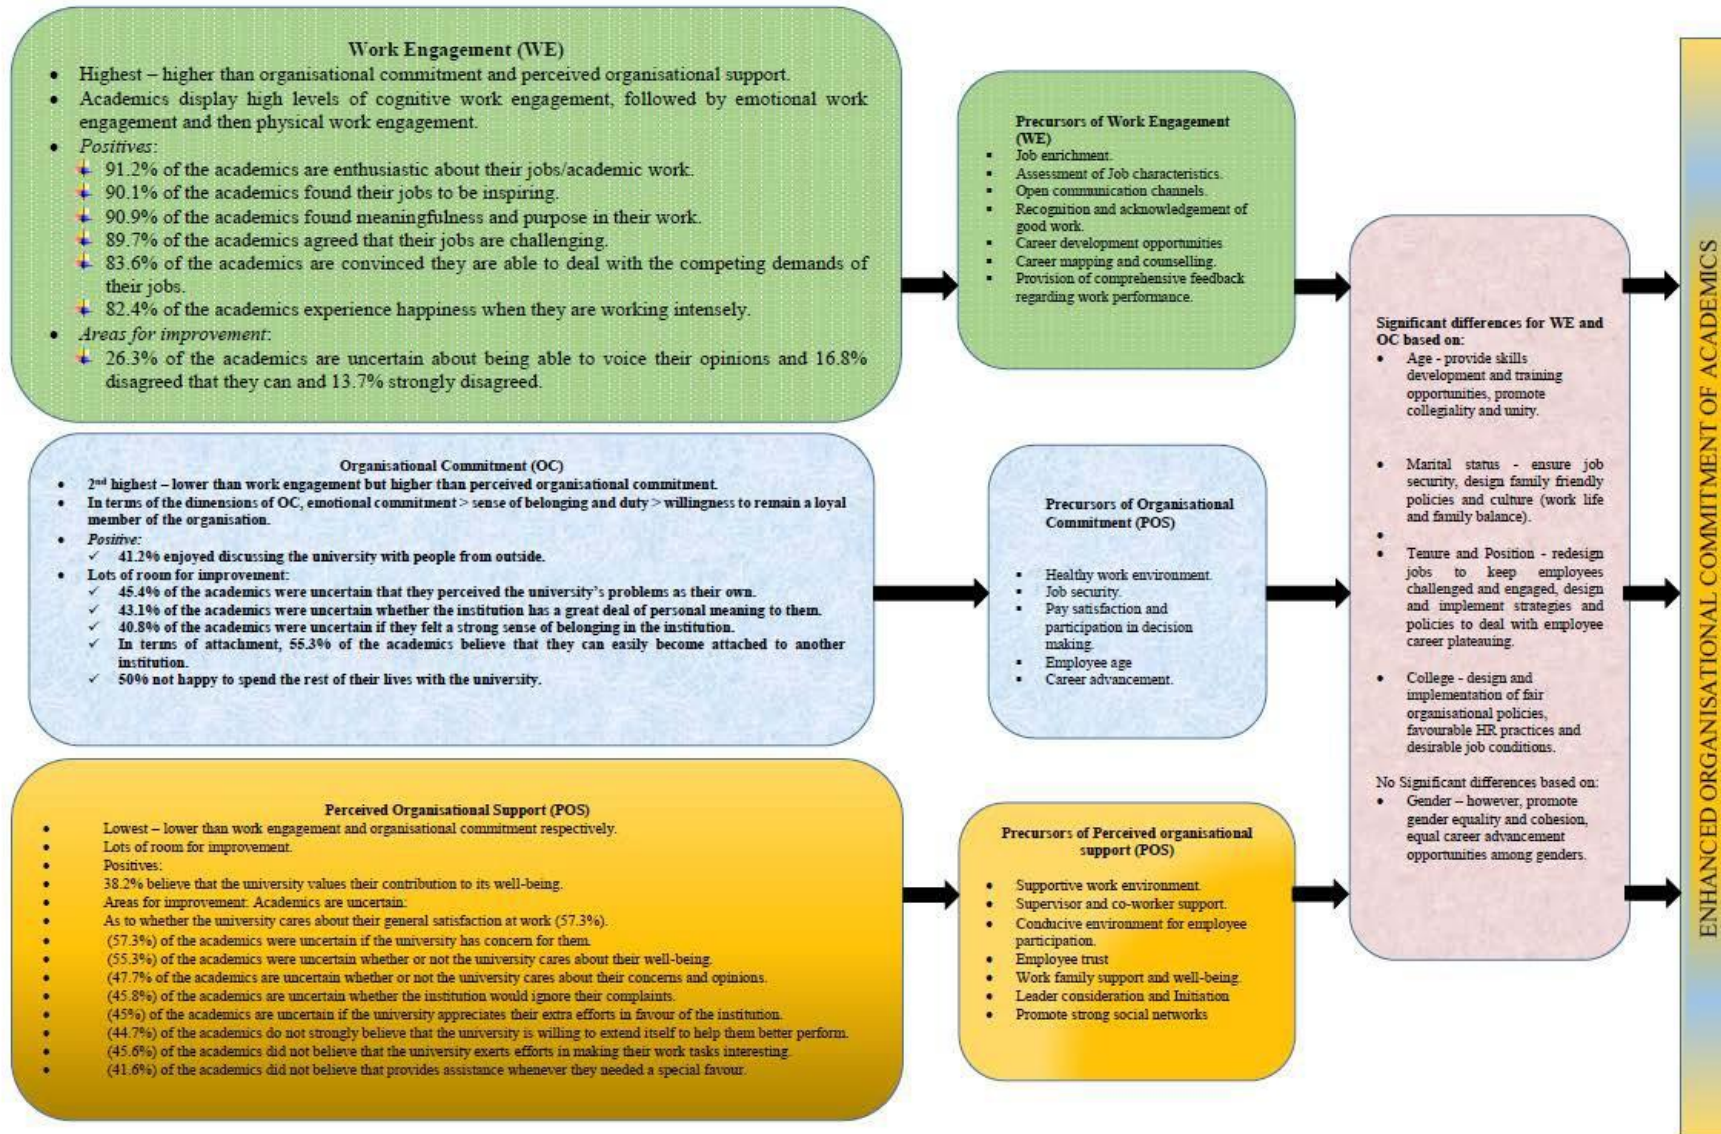 Work Engagement (WE)
• Highest – higher than organisational commitment and perceived organisational support.
• Academics display high levels of cognitive work engagement, followed by emotional work
engagement and then physical work engagement.
• Positives:
91.2% of the academics are enthusiastic about their jobs/academic work.
90.1% of the academics found their jobs to be inspiring.
90.9% of the academics found meaningfulness and purpose in their work.
89.7% of the academics agreed that their jobs are challenging.
83.6% of the academics are convinced they are able to deal with the competing demands of
their jobs.
82.4% of the academics experience happiness when they are working intensely.
• Areas for improvement:
26.3% of the academics are uncertain about being able to voice their opinions and 16.8%
disagreed that they can and 13.7% strongly disagreed.
Organisational Commitment (OC)
• 2nd highest – lower than work engagement but higher than perceived organisational commitment.
• In terms of the dimensions of OC, emotional commitment > sense of belonging and duty > willingness to remain a loyal
member of the organisation.
• Positive:
✓ 41.2% enjoyed discussing the university with people from outside.
• Lots of room for improvement:
✓ 45.4% of the academics were uncertain that they perceived the university's problems as their own.
✓ 43.1% of the academics were uncertain whether the institution has a great deal of personal meaning to them.
✓ 40.8% of the academics were uncertain if they felt a strong sense of belonging in the institution.
✓ In terms of attachment, 55.3% of the academics believe that they can easily become attached to another
institution.
✓ 50% not happy to spend the rest of their lives with the university.
Perceived Organisational Support (POS)
• Lowest – lower than work engagement and organisational commitment respectively.
• Lots of room for improvement.
• Positives:
• 38.2% believe that the university values their contribution to its well-being.
• Areas for improvement: Academics are uncertain:
• As to whether the university cares about their general satisfaction at work (57.3%).
• (57.3%) of the academics were uncertain if the university has concern for them.
• (55.3%) of the academics were uncertain whether or not the university cares about their well-being.
• (47.7% of the academics are uncertain whether or not the university cares about their concerns and opinions.
• (45.8%) of the academics are uncertain whether the institution would ignore their complaints.
• (45%) of the academics are uncertain if the university appreciates their extra efforts in favour of the institution.
• (44.7%) of the academics do not strongly believe that the university is willing to extend itself to help them better perform.
• (45.6%) of the academics did not believe that the university exerts efforts in making their work tasks interesting.
• (41.6%) of the academics did not believe that provides assistance whenever they needed a special favour.
Precursors of Work Engagement
(WE)
▪ Job enrichment.
▪ Assessment of Job characteristics.
▪ Open communication channels.
▪ Recognition and acknowledgement of
good work.
▪ Career development opportunities
▪ Career mapping and counselling.
▪ Provision of comprehensive feedback
regarding work performance.
Precursors of Organisational
Commitment (POS)
▪ Healthy work environment.
▪ Job security.
▪ Pay satisfaction and
participation in decision
making.
▪ Employee age
▪ Career advancement.
Precursors of Perceived organisational
support (POS)
• Supportive work environment.
• Supervisor and co-worker support.
• Conducive environment for employee
participation.
• Employee trust
• Work family support and well-being.
• Leader consideration and Initiation
• Promote strong social networks
Significant differences for WE and
OC based on:
• Age - provide skills
development and training
opportunities, promote
collegiality and unity.
• Marital status - ensure job
security, design family friendly
policies and culture (work life
and family balance).
•
• Tenure and Position - redesign
jobs to keep employees
challenged and engaged, design
and implement strategies and
policies to deal with employee
career plateauing.
• College - design and
implementation of fair
organisational policies,
favourable HR practices and
desirable job conditions.
No Significant differences based on:
• Gender – however, promote
gender equality and cohesion,
equal career advancement
opportunities among genders.
ENHANCED ORGANISATIONAL COMMITMENT OF ACADEMICS